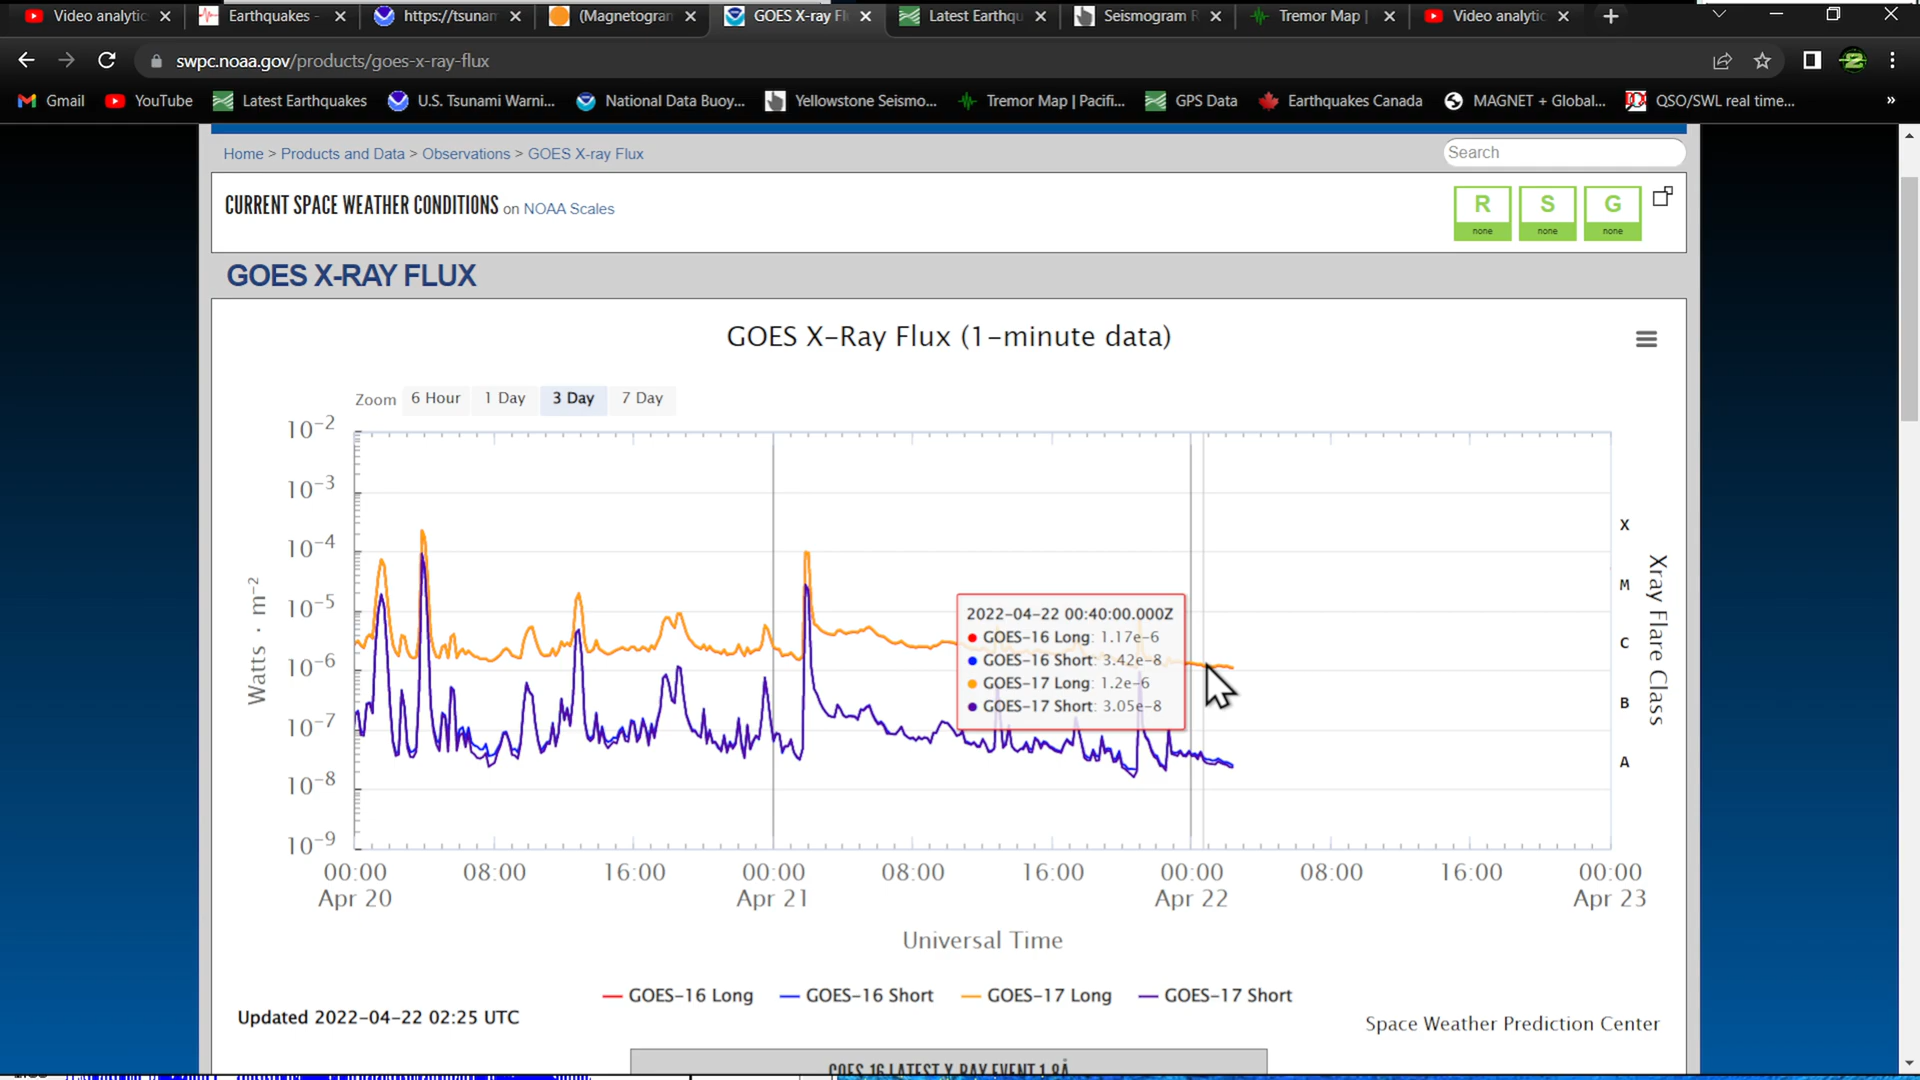 Video analytic
Earthquakes -
https://tsunam
(Magnetogram
GOES X-ray Fl
Latest Earthqu
Seismogram R
Tremor Map |
Video analytic
swpc.noaa.gov/products/goes-x-ray-flux
Gmail
YouTube
Latest Earthquakes
U.S. Tsunami Warni...
National Data Buoy...
Yellowstone Seismo...
Tremor Map | Pacifi...
GPS Data
Earthquakes Canada
MAGNET + Global...
QSO/SWL real time...
»
Home > Products and Data > Observations > GOES X-ray Flux
Search
CURRENT SPACE WEATHER CONDITIONS on NOAA Scales
R S G
none none none
GOES X-RAY FLUX
GOES X-Ray Flux (1-minute data)
Zoom 6 Hour 1 Day 3 Day 7 Day
10⁻²
10⁻³
10⁻⁴
10⁻⁵
10⁻⁶
10⁻⁷
10⁻⁸
10⁻⁹
Watts · m⁻²
X
M
C
B
A
Xray Flare Class
2022-04-22 00:40:00.000Z
GOES-16 Long: 1.17e-6
GOES-16 Short: 3.42e-8
GOES-17 Long: 1.2e-6
GOES-17 Short: 3.05e-8
00:00 08:00 16:00 00:00 08:00 16:00 00:00 08:00 16:00 00:00
Apr 20 Apr 21 Apr 22 Apr 23
Universal Time
GOES-16 Long GOES-16 Short GOES-17 Long GOES-17 Short
Updated 2022-04-22 02:25 UTC
Space Weather Prediction Center
GOES 16 LATEST X RAY EVENT 1 8Å